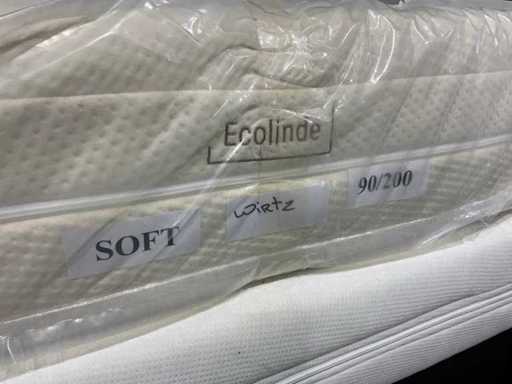 Ecolinde
SOFT
Wirtz
90/200